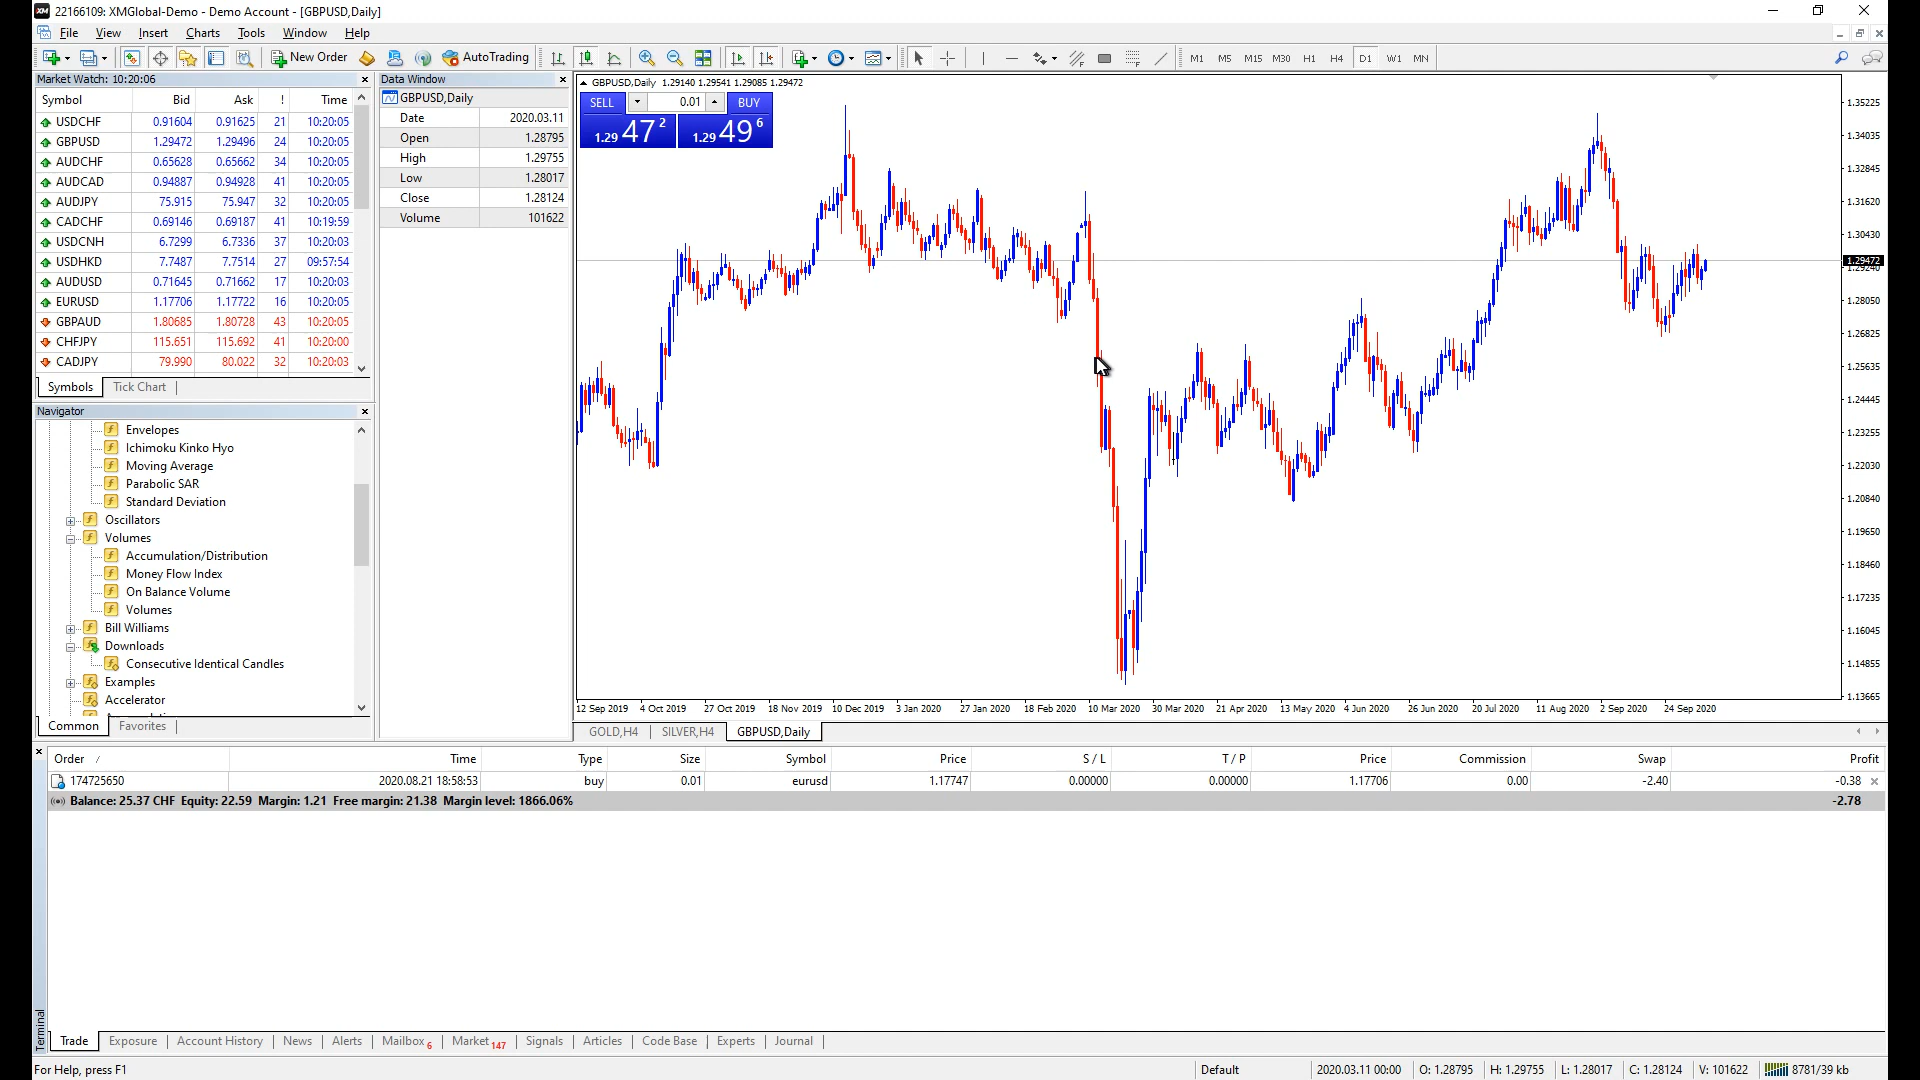 22166109: XMGlobal-Demo - Demo Account - [GBPUSD,Daily]
File View Insert Charts Tools Window Help
New Order AutoTrading M1 M5 M15 M30 H1 H4 D1 W1 MN
Market Watch: 10:20:06
Symbol Bid Ask ! Time
USDCHF 0.91604 0.91625 21 10:20:05
GBPUSD 1.29472 1.29496 24 10:20:05
AUDCHF 0.65628 0.65662 34 10:20:05
AUDCAD 0.94887 0.94928 41 10:20:05
AUDJPY 75.915 75.947 32 10:20:05
CADCHF 0.69146 0.69187 41 10:19:59
USDCNH 6.7299 6.7336 37 10:20:03
USDHKD 7.7487 7.7514 27 09:57:54
AUDUSD 0.71645 0.71662 17 10:20:03
EURUSD 1.17706 1.17722 16 10:20:05
GBPAUD 1.80685 1.80728 43 10:20:05
CHFJPY 115.651 115.692 41 10:20:00
CADJPY 79.990 80.022 32 10:20:03
Symbols Tick Chart
Navigator
Envelopes
Ichimoku Kinko Hyo
Moving Average
Parabolic SAR
Standard Deviation
Oscillators
Volumes
Accumulation/Distribution
Money Flow Index
On Balance Volume
Volumes
Bill Williams
Downloads
Consecutive Identical Candles
Examples
Accelerator
Common Favorites
Data Window
GBPUSD,Daily
Date 2020.03.11
Open 1.28795
High 1.29755
Low 1.28017
Close 1.28124
Volume 101622
GBPUSD,Daily 1.29140 1.29541 1.29085 1.29472
SELL 0.01 BUY
1.29 47 2 1.29 49 6
1.35225
1.34035
1.32845
1.31620
1.30430
1.29472
1.29240
1.28050
1.26825
1.25635
1.24445
1.23255
1.22030
1.20840
1.19650
1.18460
1.17235
1.16045
1.14855
1.13665
12 Sep 2019 4 Oct 2019 27 Oct 2019 18 Nov 2019 10 Dec 2019 3 Jan 2020 27 Jan 2020 18 Feb 2020 10 Mar 2020 30 Mar 2020 21 Apr 2020 13 May 2020 4 Jun 2020 26 Jun 2020 20 Jul 2020 11 Aug 2020 2 Sep 2020 24 Sep 2020
GOLD,H4 SILVER,H4 GBPUSD,Daily
Order / Time Type Size Symbol Price S / L T / P Price Commission Swap Profit
174725650 2020.08.21 18:58:53 buy 0.01 eurusd 1.17747 0.00000 0.00000 1.17706 0.00 -2.40 -0.38
Balance: 25.37 CHF Equity: 22.59 Margin: 1.21 Free margin: 21.38 Margin level: 1866.06% -2.78
Terminal
Trade Exposure Account History News Alerts Mailbox 6 Market 147 Signals Articles Code Base Experts Journal
For Help, press F1 Default 2020.03.11 00:00 O: 1.28795 H: 1.29755 L: 1.28017 C: 1.28124 V: 101622 8781/39 kb